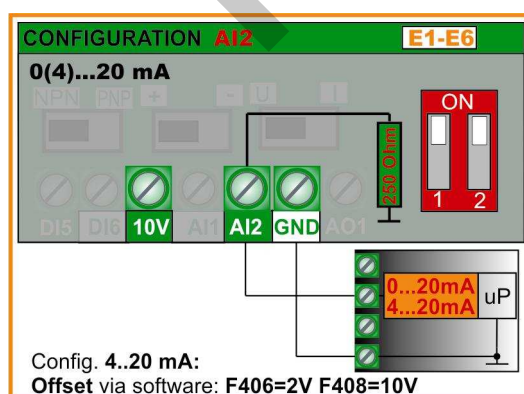 CONFIGURATION AI2 E1-E6
0(4)...20 mA
NPN PNP + - U I
ON
250 Ohm
1 2
DI5 DI6 10V AI1 AI2 GND AO1
0...20mA
4...20mA
uP
Config. 4..20 mA:
Offset via software: F406=2V F408=10V